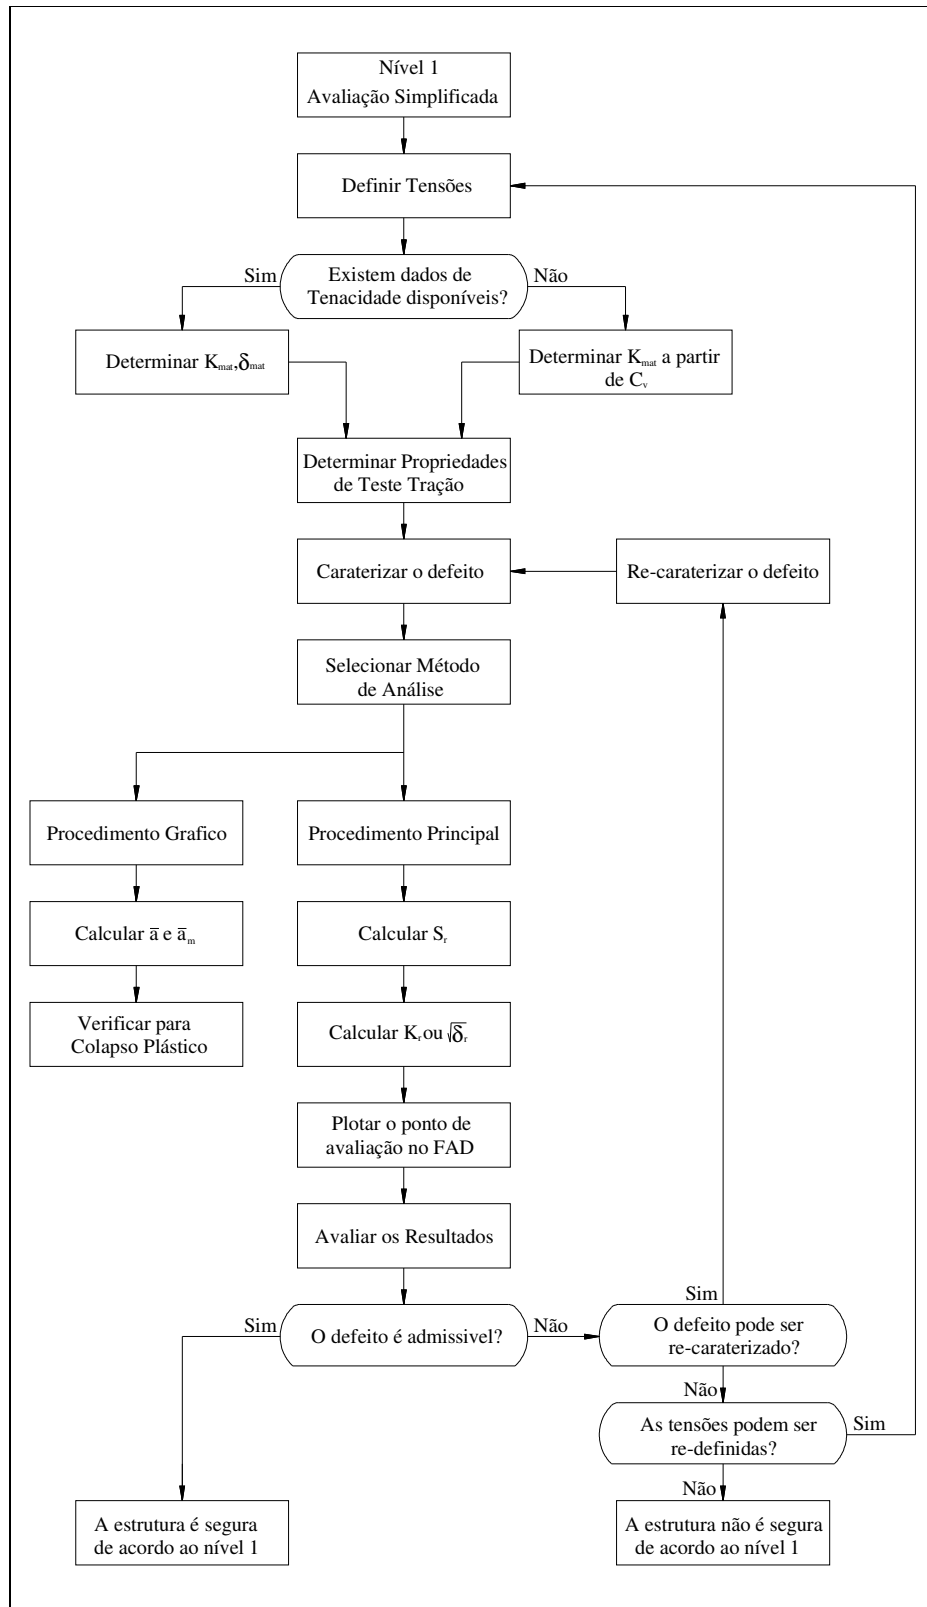 Nível 1
Avaliação Simplificada
Definir Tensões
Sim
Existem dados de
Tenacidade disponíveis?
Não
Determinar Kmat,δmat
Determinar Kmat a partir
de Cv
Determinar Propriedades
de Teste Tração
Caraterizar o defeito
Re-caraterizar o defeito
Selecionar Método
de Análise
Procedimento Grafico
Procedimento Principal
Calcular a̅ e a̅m
Calcular Sr
Verificar para
Colapso Plástico
Calcular Kr ou √δr
Plotar o ponto de
avaliação no FAD
Avaliar os Resultados
Sim
O defeito é admissivel?
Não
Sim
O defeito pode ser
re-caraterizado?
Não
As tensões podem ser
re-definidas?
Sim
Não
A estrutura é segura
de acordo ao nível 1
A estrutura não é segura
de acordo ao nível 1